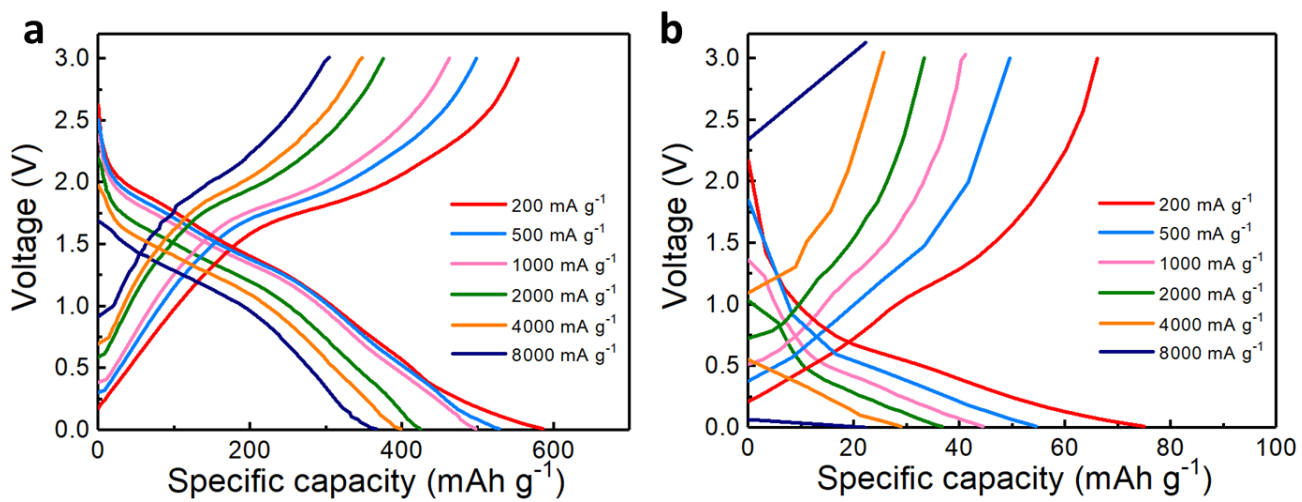 a
Voltage (V)
3.0
2.5
2.0
1.5
1.0
0.5
0.0
0
200
400
600
Specific capacity (mAh g⁻¹)
200 mA g⁻¹
500 mA g⁻¹
1000 mA g⁻¹
2000 mA g⁻¹
4000 mA g⁻¹
8000 mA g⁻¹
b
Voltage (V)
3.0
2.5
2.0
1.5
1.0
0.5
0.0
0
20
40
60
80
100
Specific capacity (mAh g⁻¹)
200 mA g⁻¹
500 mA g⁻¹
1000 mA g⁻¹
2000 mA g⁻¹
4000 mA g⁻¹
8000 mA g⁻¹